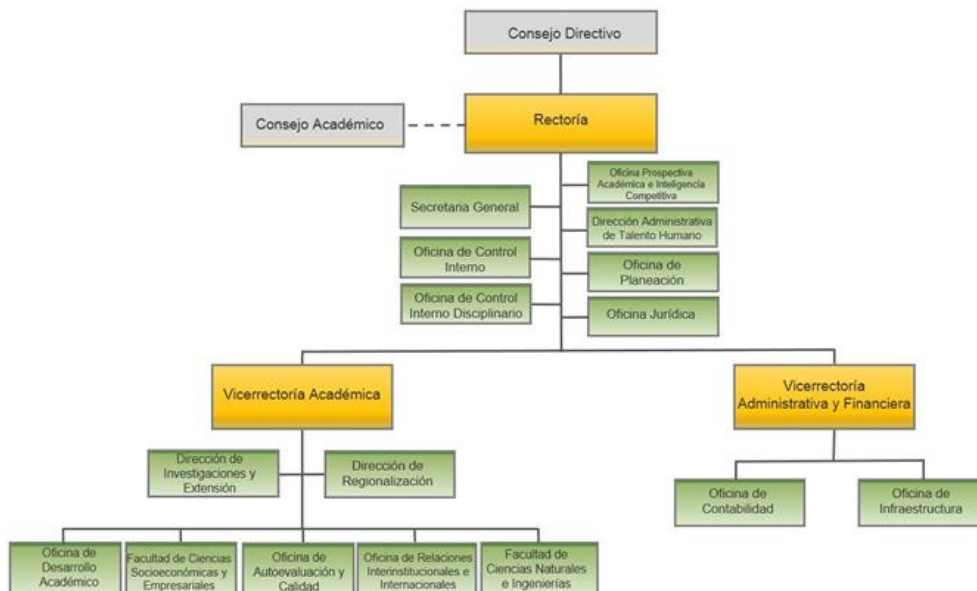 Consejo Directivo
Consejo Académico
Rectoría
Secretaria General
Oficina de Control
Interno
Oficina de Control
Interno Disciplinario
Oficina Prospectiva
Académica e Inteligencia
Competitiva
Dirección Administrativa
de Talento Humano
Oficina de
Planeación
Oficina Jurídica
Vicerrectoría Académica
Vicerrectoría
Administrativa y Financiera
Dirección de
Investigaciones y
Extensión
Dirección de
Regionalización
Oficina de
Contabilidad
Oficina de
Infraestructura
Oficina de
Desarrollo
Académico
Facultad de Ciencias
Socioeconómicas y
Empresariales
Oficina de
Autoevaluación y
Calidad
Oficina de Relaciones
Interinstitucionales e
Internacionales
Facultad de
Ciencias Naturales
e Ingenierías